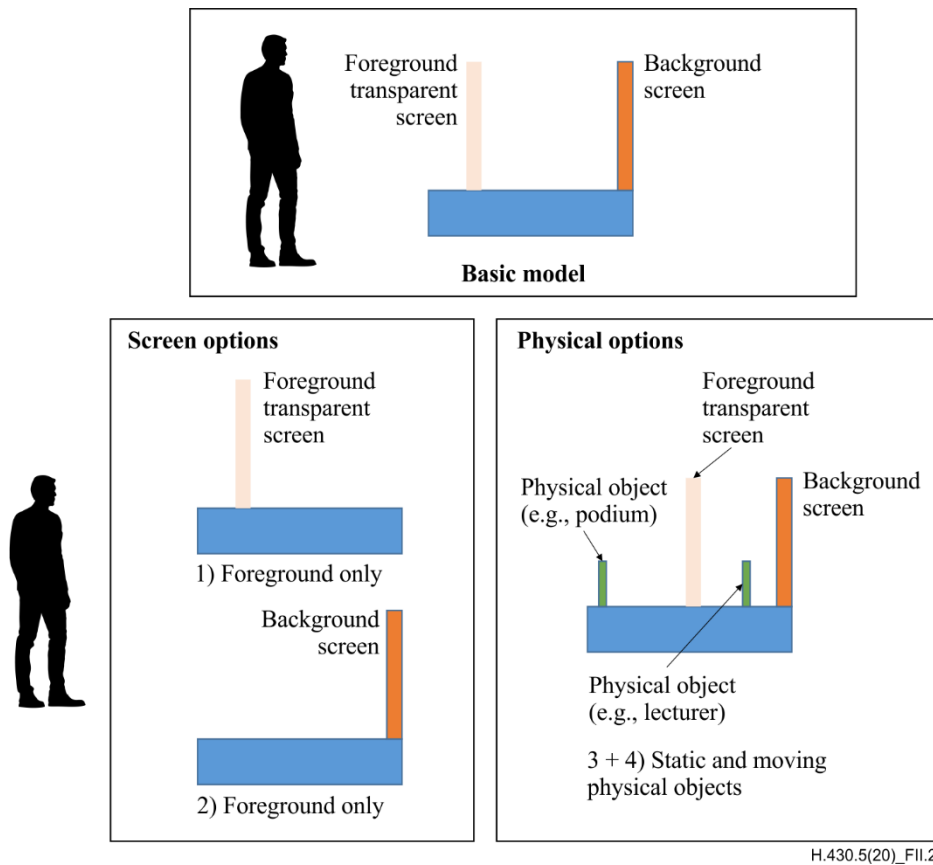 Foreground
transparent
screen
Background
screen
Basic model
Screen options
Foreground
transparent
screen
1) Foreground only
Background
screen
2) Foreground only
Physical options
Foreground
transparent
screen
Physical object
(e.g., podium)
Background
screen
Physical object
(e.g., lecturer)
3 + 4) Static and moving
physical objects
H.430.5(20)_FII.2